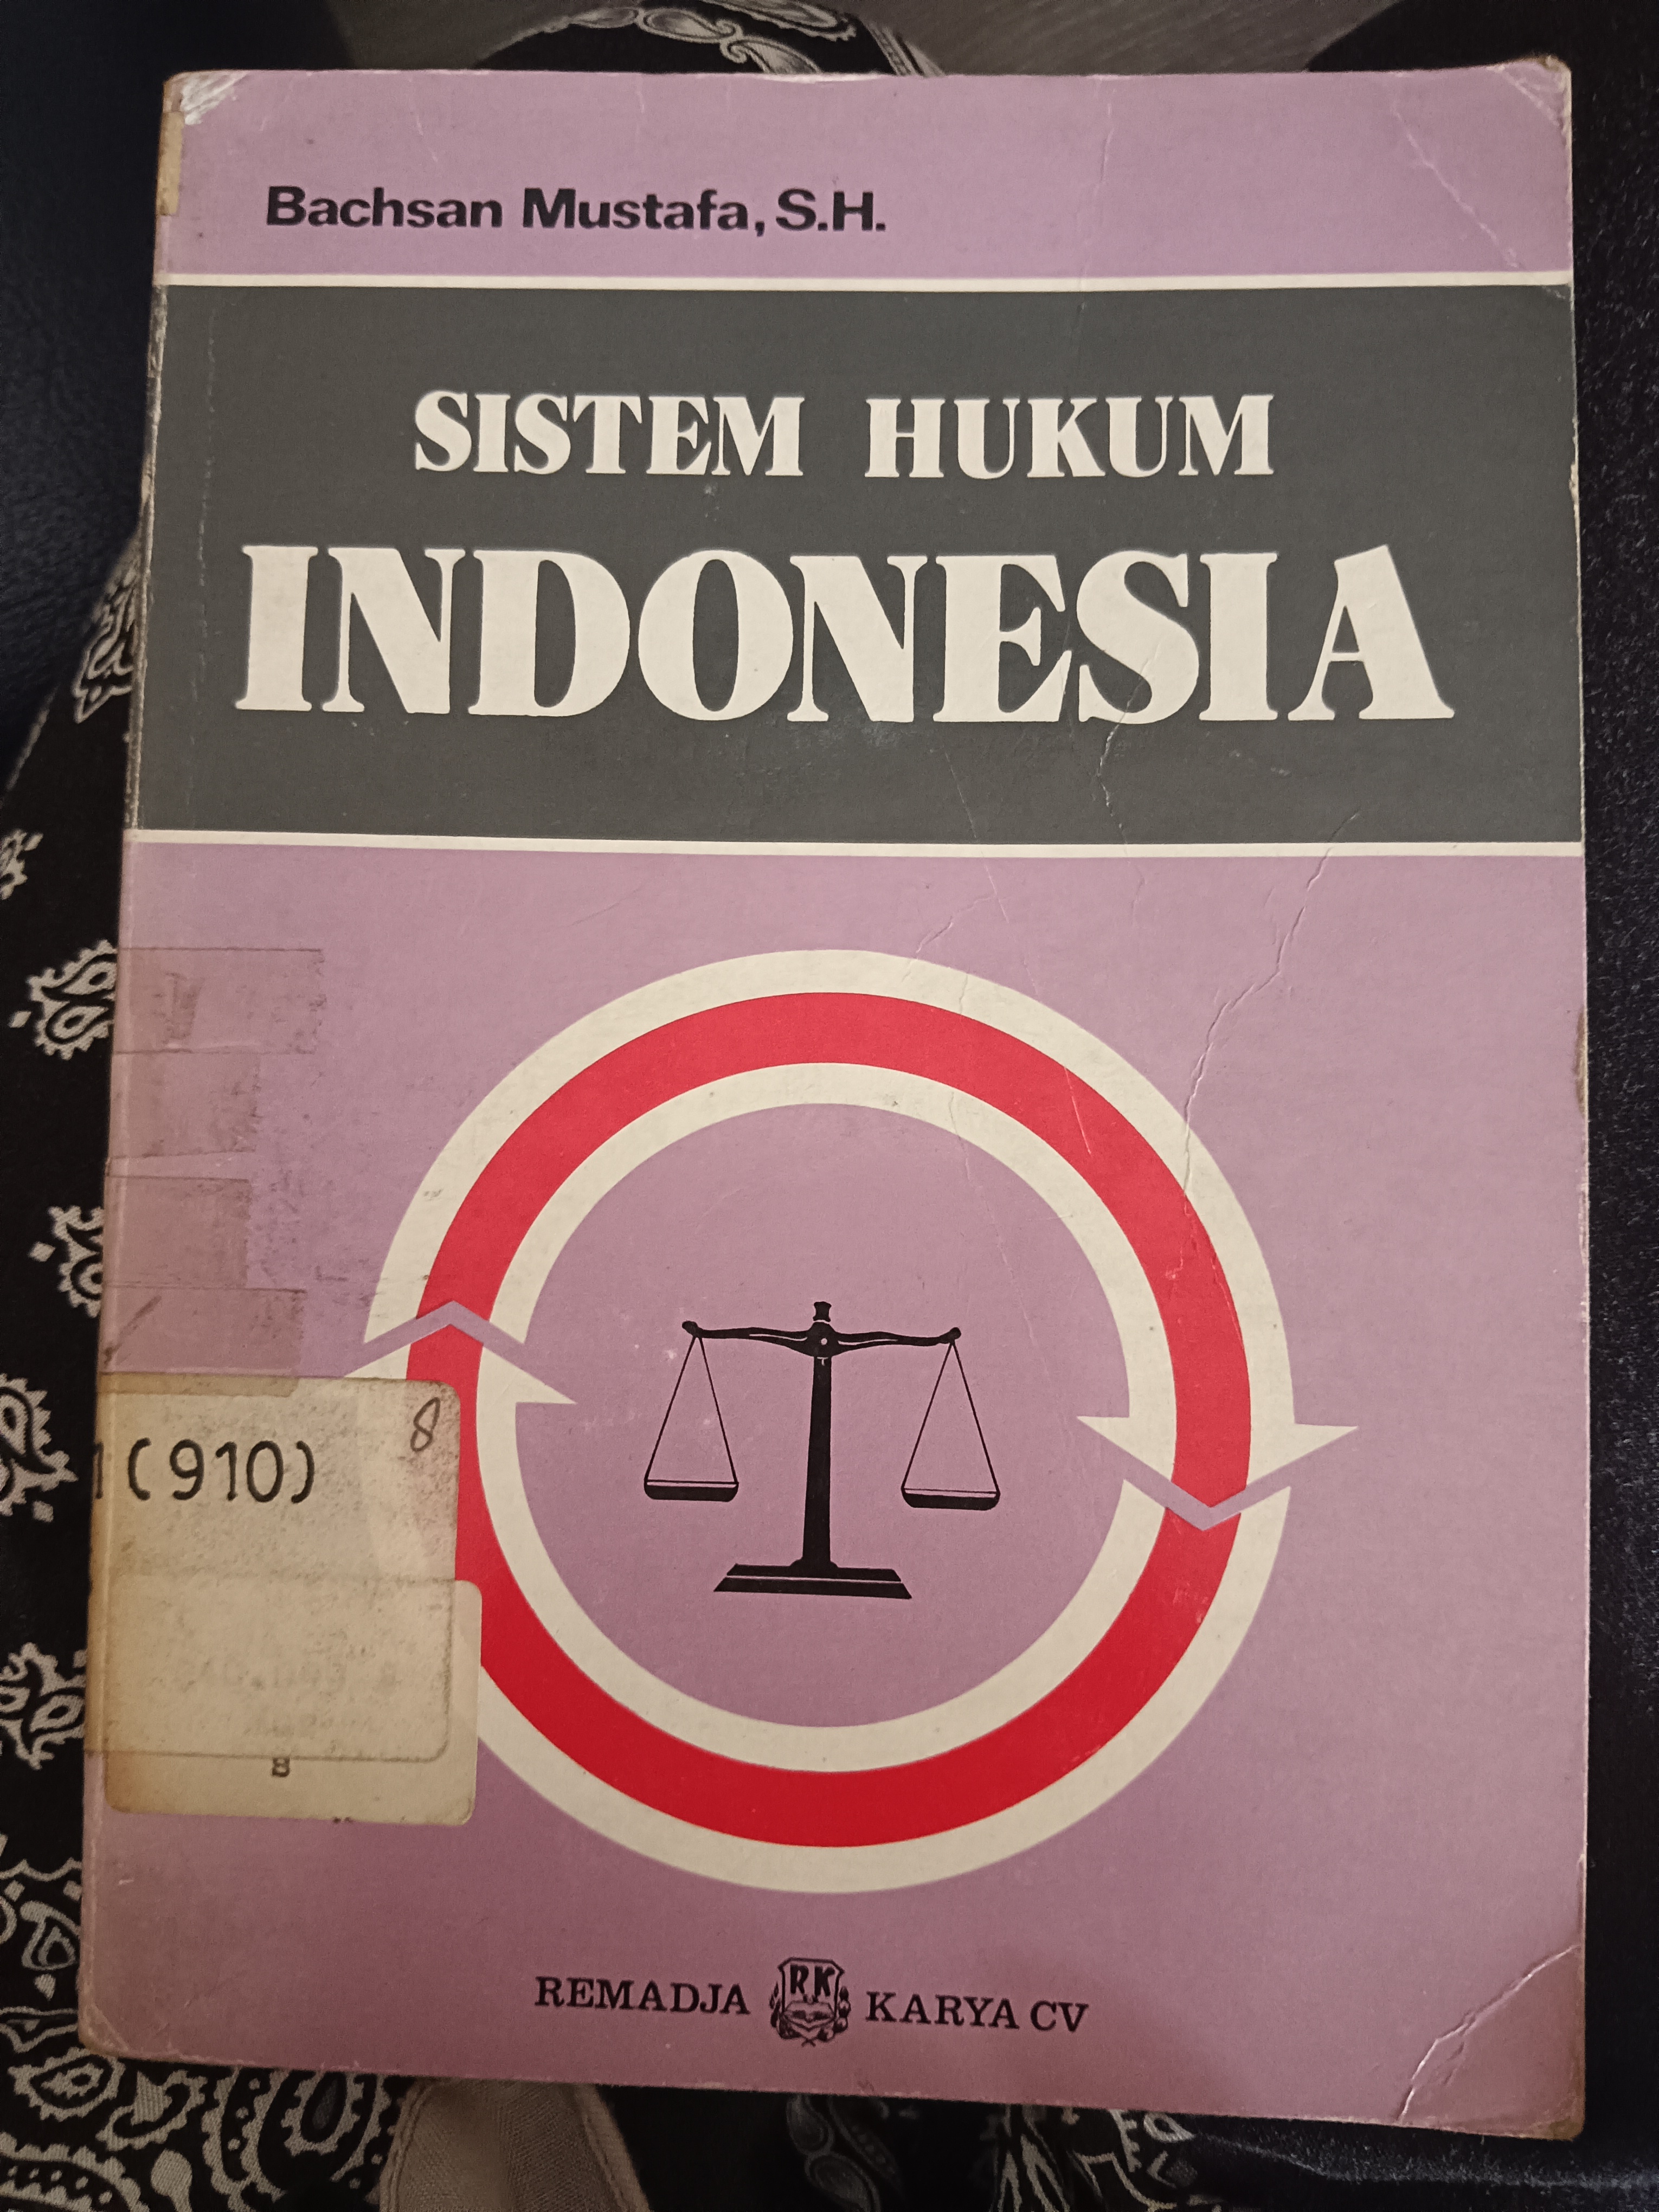 Bachsan Mustafa, S.H.
SISTEM HUKUM
INDONESIA
8
(910)
8
RK
REMADJA KARYA CV